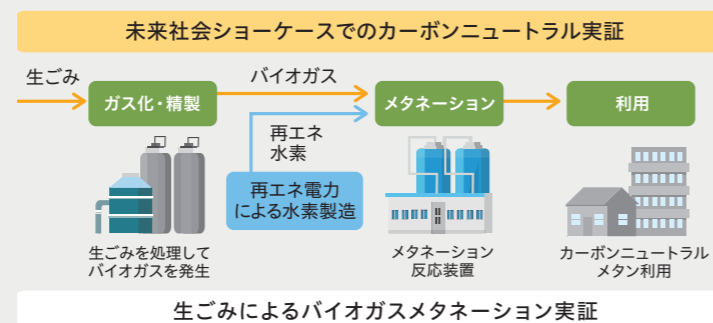 未来社会ショーケースでのカーボンニュートラル実証
生ごみ
バイオガス
ガス化・精製
メタネーション
利用
再エネ
水素
再エネ電力
による水素製造
生ごみを処理して
バイオガスを発生
メタネーション
反応装置
カーボンニュートラル
メタン利用
生ごみによるバイオガスメタネーション実証